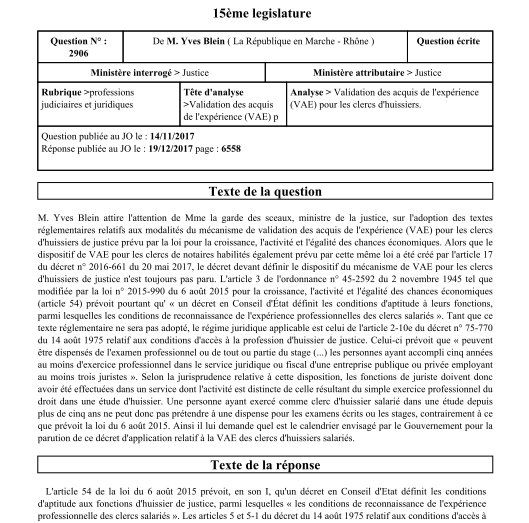 15ème legislature
Question N° :
2906
De M. Yves Blein ( La République en Marche - Rhône )
Question écrite
Ministère interrogé > Justice
Ministère attributaire > Justice
Rubrique >professions
judiciaires et juridiques
Tête d'analyse
>Validation des acquis
de l'expérience (VAE) p
Analyse > Validation des acquis de l'expérience
(VAE) pour les clercs d'huissiers.
Question publiée au JO le : 14/11/2017
Réponse publiée au JO le : 19/12/2017 page : 6558
Texte de la question
M. Yves Blein attire l'attention de Mme la garde des sceaux, ministre de la justice, sur l'adoption des textes
réglementaires relatifs aux modalités du mécanisme de validation des acquis de l'expérience (VAE) pour les clercs
d'huissiers de justice prévu par la loi pour la croissance, l'activité et l'égalité des chances économiques. Alors que le
dispositif de VAE pour les clercs de notaires habilités également prévu par cette même loi a été créé par l'article 17
du décret n° 2016-661 du 20 mai 2017, le décret devant définir le dispositif du mécanisme de VAE pour les clercs
d'huissiers de justice n'est toujours pas paru. L'article 3 de l'ordonnance n° 45-2592 du 2 novembre 1945 tel que
modifiée par la loi n° 2015-990 du 6 août 2015 pour la croissance, l'activité et l'égalité des chances économiques
(article 54) prévoit pourtant qu' « un décret en Conseil d'État définit les conditions d'aptitude à leurs fonctions,
parmi lesquelles les conditions de reconnaissance de l'expérience professionnelle des clercs salariés ». Tant que ce
texte réglementaire ne sera pas adopté, le régime juridique applicable est celui de l'article 2-10e du décret n° 75-770
du 14 août 1975 relatif aux conditions d'accès à la profession d'huissier de justice. Celui-ci prévoit que « peuvent
être dispensés de l'examen professionnel ou de tout ou partie du stage (...) les personnes ayant accompli cinq années
au moins d'exercice professionnel dans le service juridique ou fiscal d'une entreprise publique ou privée employant
au moins trois juristes ». Selon la jurisprudence relative à cette disposition, les fonctions de juriste doivent donc
avoir été effectuées dans un service dont l'activité est distincte de celle résultant du simple exercice professionnel du
droit dans une étude d'huissier. Une personne ayant exercé comme clerc d'huissier salarié dans une étude depuis
plus de cinq ans ne peut donc pas prétendre à une dispense pour les examens écrits ou les stages, contrairement à ce
que prévoit la loi du 6 août 2015. Ainsi il lui demande quel est le calendrier envisagé par le Gouvernement pour la
parution de ce décret d'application relatif à la VAE des clercs d'huissiers salariés.
Texte de la réponse
L'article 54 de la loi du 6 août 2015 prévoit, en son I, qu'un décret en Conseil d'Etat définit les conditions
d'aptitude aux fonctions d'huissier de justice, parmi lesquelles « les conditions de reconnaissance de l'expérience
professionnelle des clercs salariés ». Les articles 5 et 5-1 du décret du 14 août 1975 relatif aux conditions d'accès à